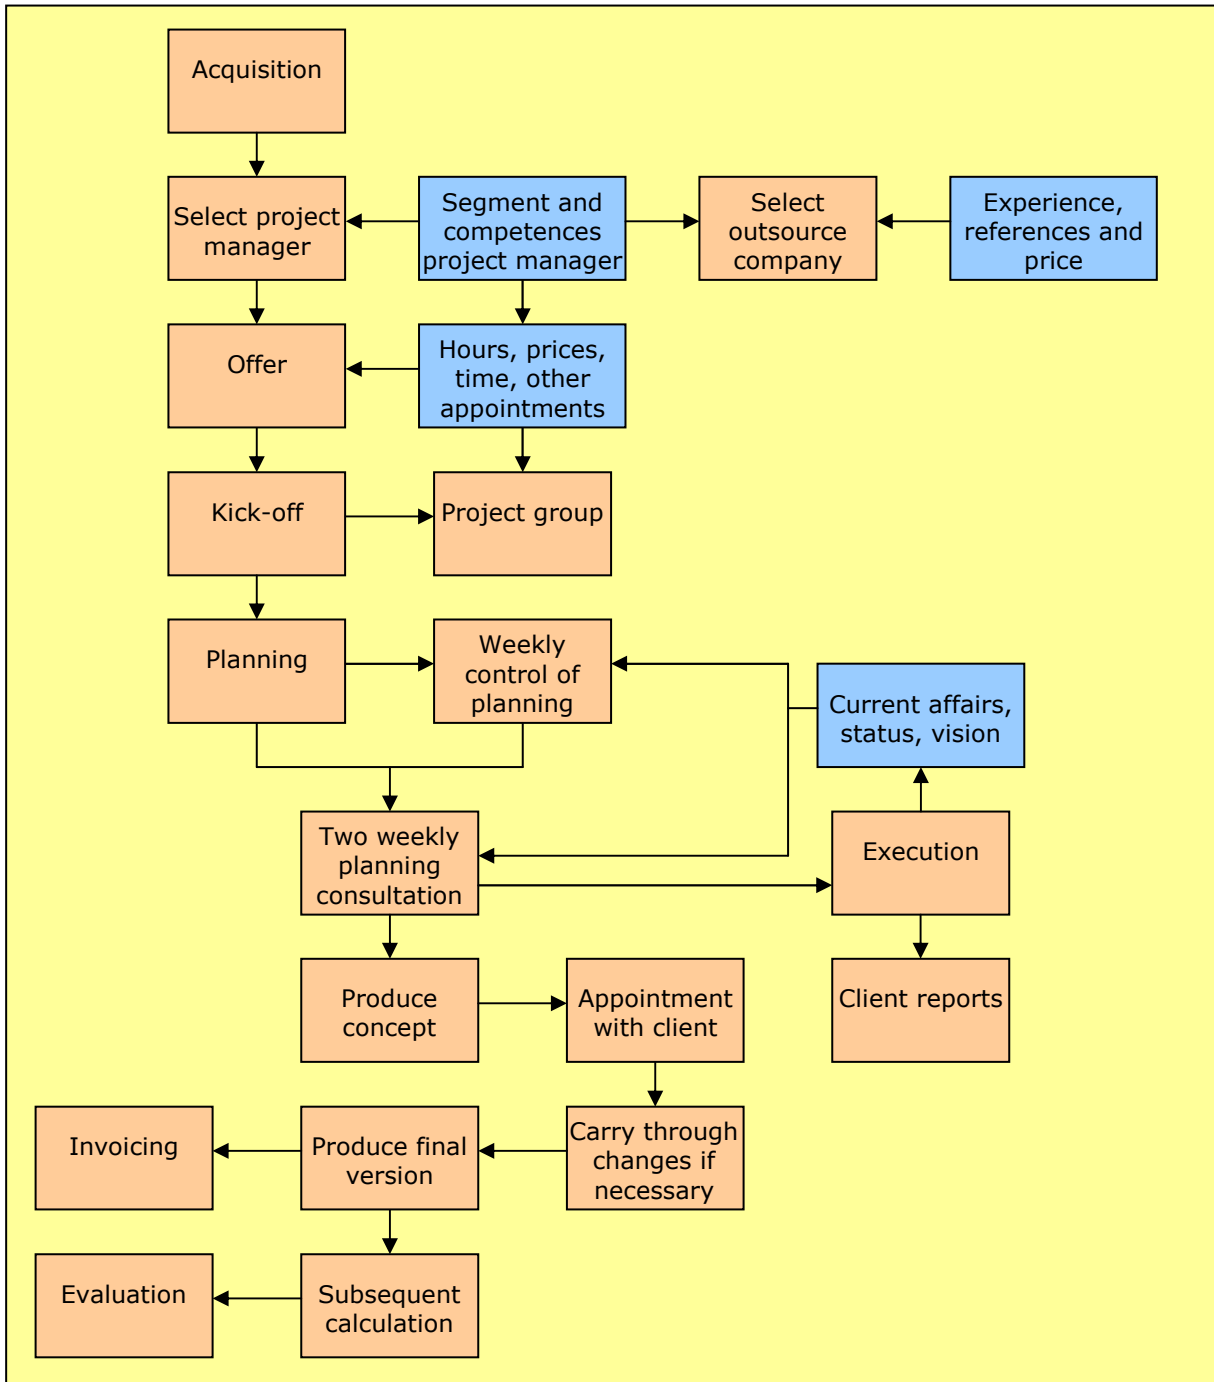 Acquisition
Select project
manager
Segment and
competences
project manager
Select
outsource
company
Experience,
references and
price
Offer
Hours, prices,
time, other
appointments
Kick-off
Project group
Planning
Weekly
control of
planning
Current affairs,
status, vision
Two weekly
planning
consultation
Execution
Produce
concept
Appointment
with client
Client reports
Invoicing
Produce final
version
Carry through
changes if
necessary
Evaluation
Subsequent
calculation